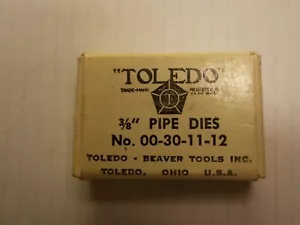 "TOLEDO"
TRADE-MARK
T
3/8" PIPE DIES
No. 00-30-11-12
TOLEDO - BEAVER TOOLS INC.
TOLEDO, OHIO U.S.A.